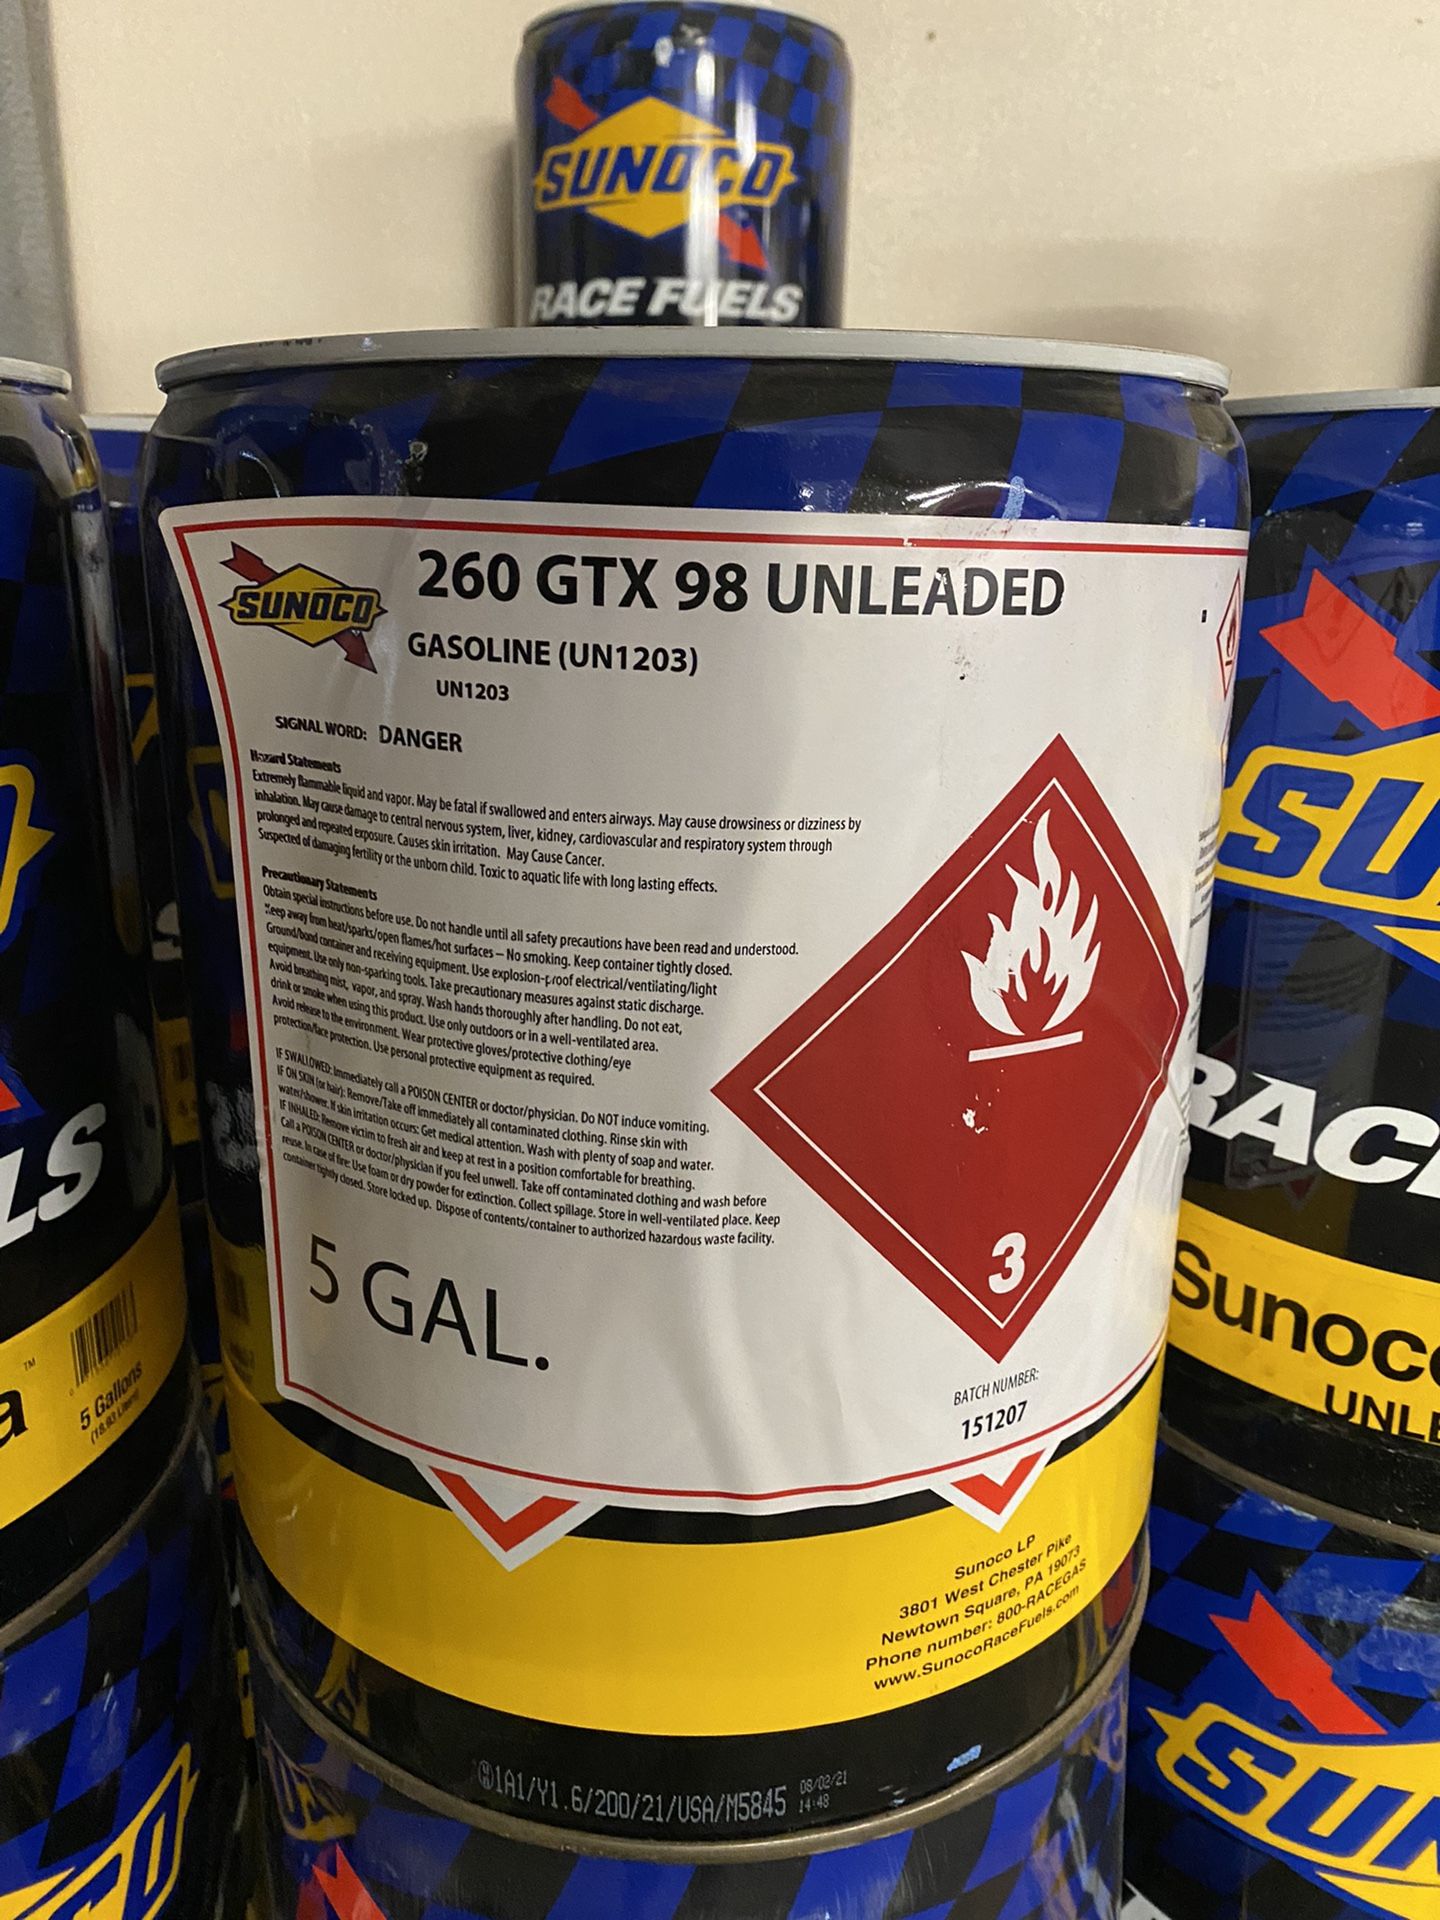 SUNOCO
RACE FUELS
SUNOCO
260 GTX 98 UNLEADED
GASOLINE (UN1203)
UN1203
SIGNAL WORD: DANGER
Hazard Statements
Extremely flammable liquid and vapor. May be fatal if swallowed and enters airways. May cause drowsiness or dizziness by
inhalation. May cause damage to central nervous system, liver, kidney, cardiovascular and respiratory system through
prolonged and repeated exposure. Causes skin irritation. May Cause Cancer.
Suspected of damaging fertility or the unborn child. Toxic to aquatic life with long lasting effects.
Precautionary Statements
Obtain special instructions before use. Do not handle until all safety precautions have been read and understood.
Keep away from heat/sparks/open flames/hot surfaces – No smoking. Keep container tightly closed.
Ground/bond container and receiving equipment. Use explosion-proof electrical/ventilating/light
equipment. Use only non-sparking tools. Take precautionary measures against static discharge.
Avoid breathing mist, vapor, and spray. Wash hands thoroughly after handling. Do not eat,
drink or smoke when using this product. Use only outdoors or in a well-ventilated area.
Avoid release to the environment. Wear protective gloves/protective clothing/eye
protection/face protection. Use personal protective equipment as required.
IF SWALLOWED: Immediately call a POISON CENTER or doctor/physician. Do NOT induce vomiting.
IF ON SKIN (or hair): Remove/Take off immediately all contaminated clothing. Rinse skin with
water/shower. If skin irritation occurs: Get medical attention. Wash with plenty of soap and water.
IF INHALED: Remove victim to fresh air and keep at rest in a position comfortable for breathing.
Call a POISON CENTER or doctor/physician if you feel unwell. Take off contaminated clothing and wash before
reuse. In case of fire: Use foam or dry powder for extinction. Collect spillage. Store in well-ventilated place. Keep
container tightly closed. Store locked up. Dispose of contents/container to authorized hazardous waste facility.
3
5 GAL.
BATCH NUMBER:
151207
Sunoco LP
3801 West Chester Pike
Newtown Square, PA 19073
Phone number: 800-RACEGAS
www.SunocoRaceFuels.com
1A1/Y1.6/200/21/USA/M5845 08/02/21
14:48
LS
a™
5 Gallons
(18.93 Liters)
SU
RAC
Sunoco
UNLE
SUN